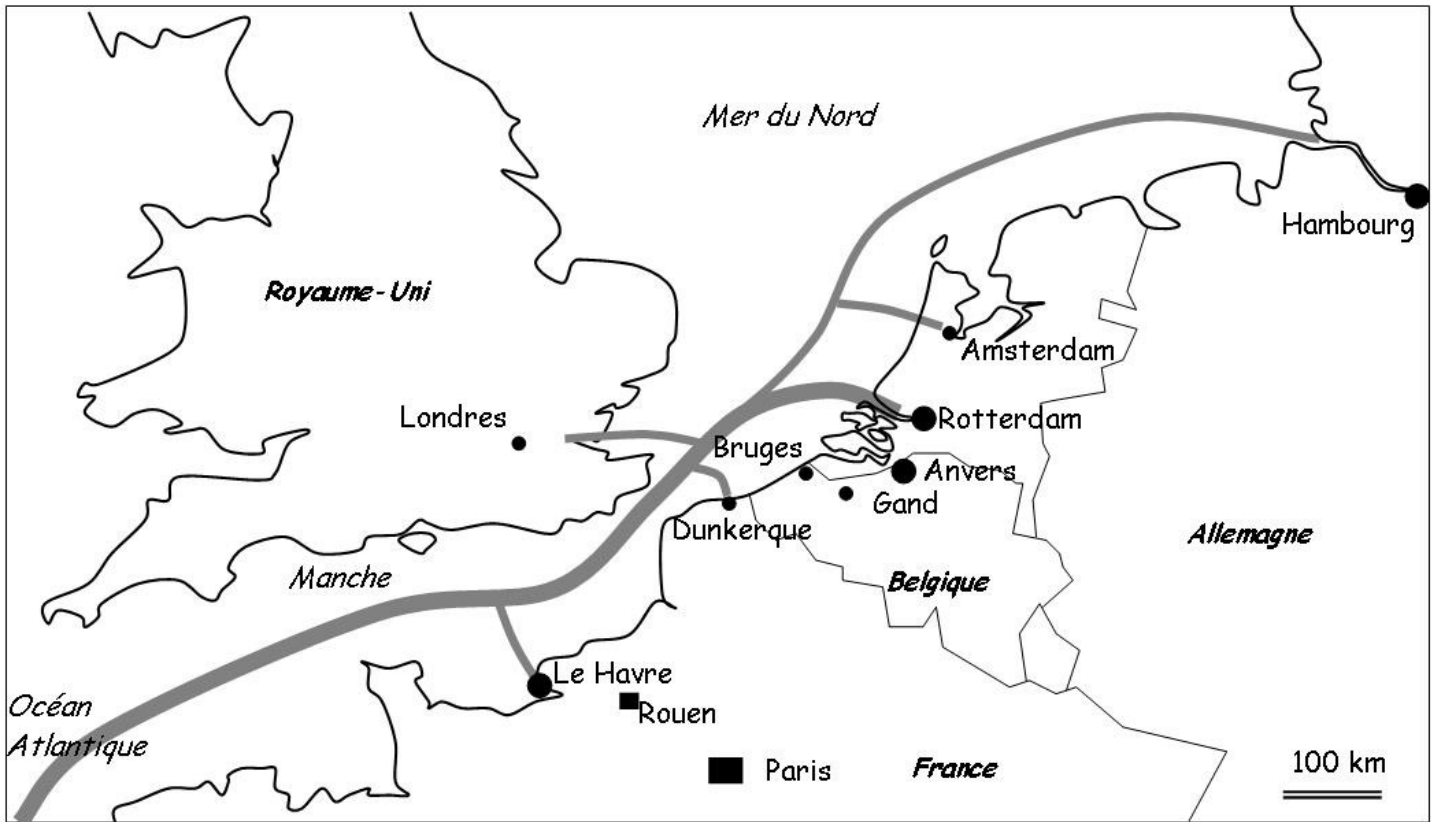 Mer du Nord
Hambourg
Royaume-Uni
Amsterdam
Londres
Rotterdam
Bruges
Anvers
Gand
Dunkerque
Allemagne
Manche
Belgique
Le Havre
Océan
Atlantique
Rouen
Paris
France
100 km